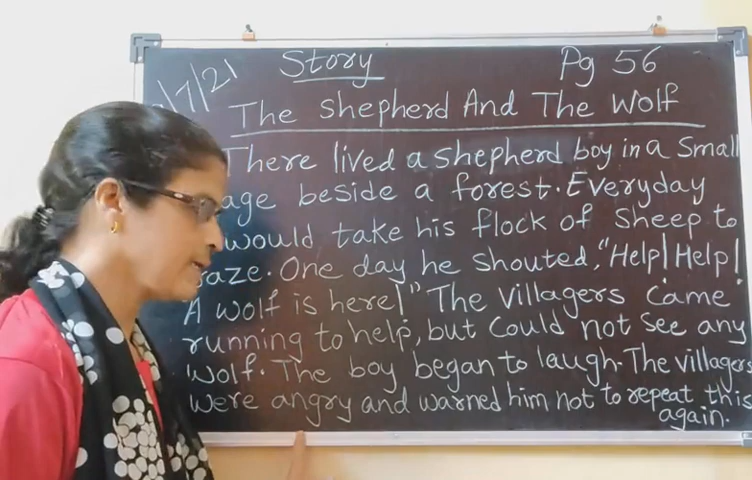 Story Pg 56
/7/21
The Shepherd And The Wolf
There lived a shepherd boy in a Small
age beside a forest. Everyday
would take his flock of Sheep to
aze. One day he shouted, "Help! Help!
A wolf is here!" The villagers Came
running to help, but Could not See any
Wolf. The boy began to laugh. The villagers
were angry and warned him not to repeat this
again.